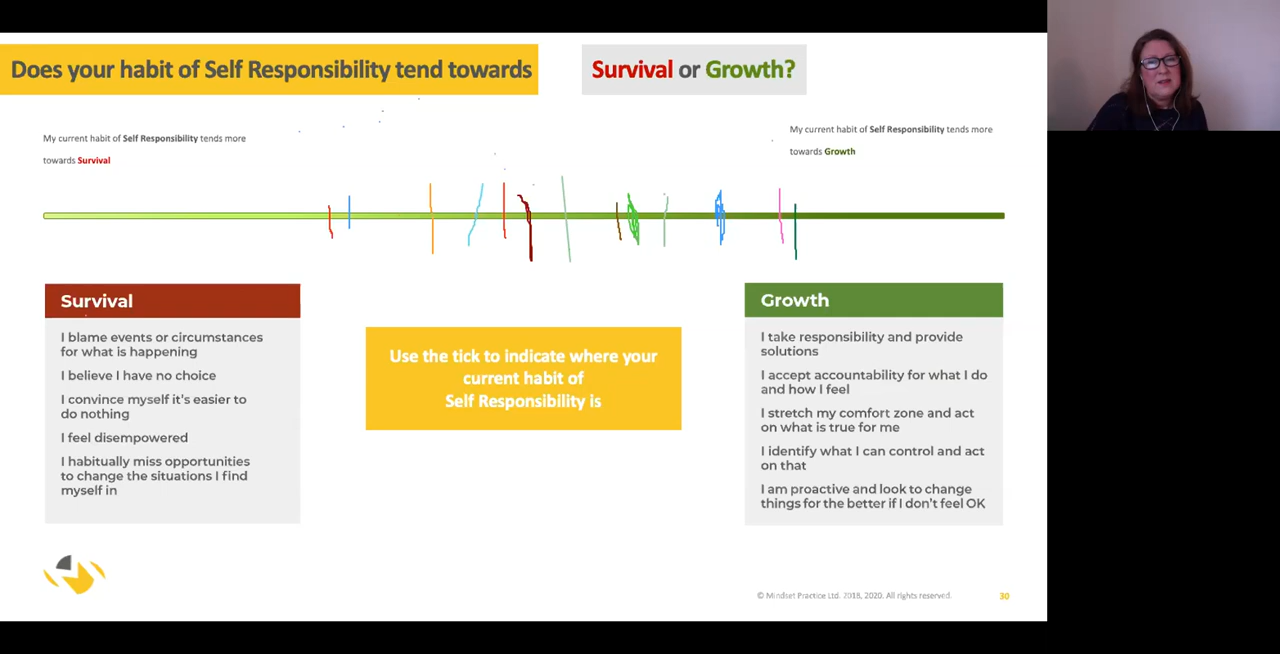 Does your habit of Self Responsibility tend towards
Survival or Growth?
My current habit of Self Responsibility tends more
towards Survival
My current habit of Self Responsibility tends more
towards Growth
Survival
I blame events or circumstances
for what is happening
I believe I have no choice
I convince myself it's easier to
do nothing
I feel disempowered
I habitually miss opportunities
to change the situations I find
myself in
Use the tick to indicate where your
current habit of
Self Responsibility is
Growth
I take responsibility and provide
solutions
I accept accountability for what I do
and how I feel
I stretch my comfort zone and act
on what is true for me
I identify what I can control and act
on that
I am proactive and look to change
things for the better if I don't feel OK
© Mindset Practice Ltd. 2018, 2020. All rights reserved.
30